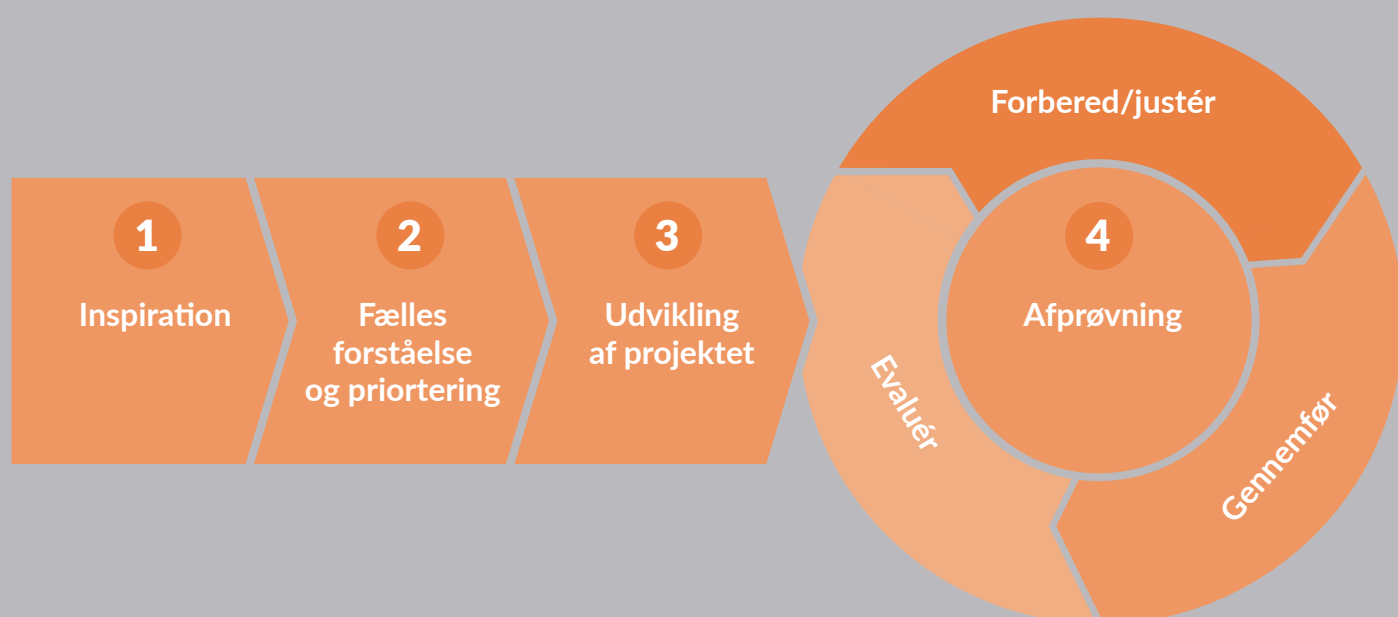 1
Inspiration
2
Fælles
forståelse
og priortering
3
Udvikling
af projektet
4
Afprøvning
Forbered/justér
Gennemfør
Evaluér